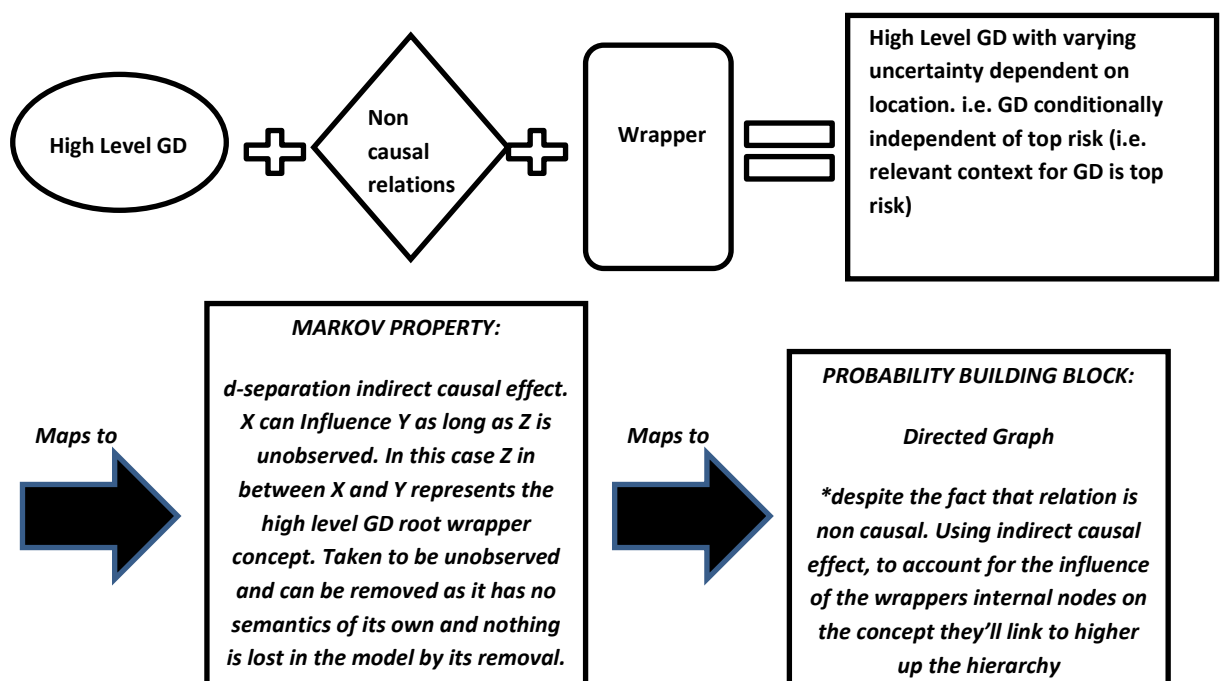 High Level GD
Non
causal
relations
Wrapper
High Level GD with varying
uncertainty dependent on
location. i.e. GD conditionally
independent of top risk (i.e.
relevant context for GD is top
risk)
Maps to
MARKOV PROPERTY:
d-separation indirect causal effect.
X can Influence Y as long as Z is
unobserved. In this case Z in
between X and Y represents the
high level GD root wrapper
concept. Taken to be unobserved
and can be removed as it has no
semantics of its own and nothing
is lost in the model by its removal.
Maps to
PROBABILITY BUILDING BLOCK:
Directed Graph
*despite the fact that relation is
non causal. Using indirect causal
effect, to account for the influence
of the wrappers internal nodes on
the concept they'll link to higher
up the hierarchy